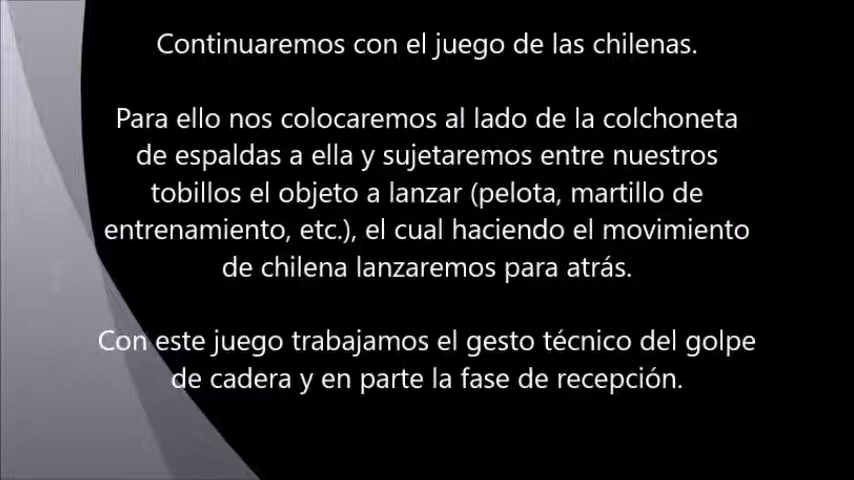 Continuaremos con el juego de las chilenas.
Para ello nos colocaremos al lado de la colchoneta
de espaldas a ella y sujetaremos entre nuestros
tobillos el objeto a lanzar (pelota, martillo de
entrenamiento, etc.), el cual haciendo el movimiento
de chilena lanzaremos para atrás.
Con este juego trabajamos el gesto técnico del golpe
de cadera y en parte la fase de recepción.